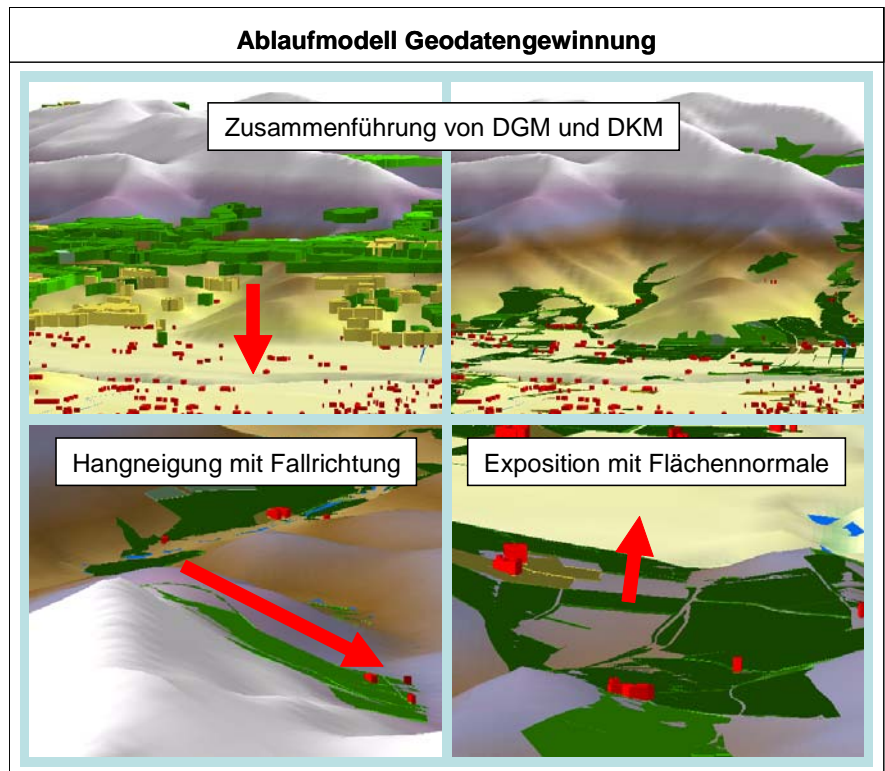 Ablaufmodell Geodatengewinnung
Zusammenführung von DGM und DKM
Hangneigung mit Fallrichtung
Exposition mit Flächennormale